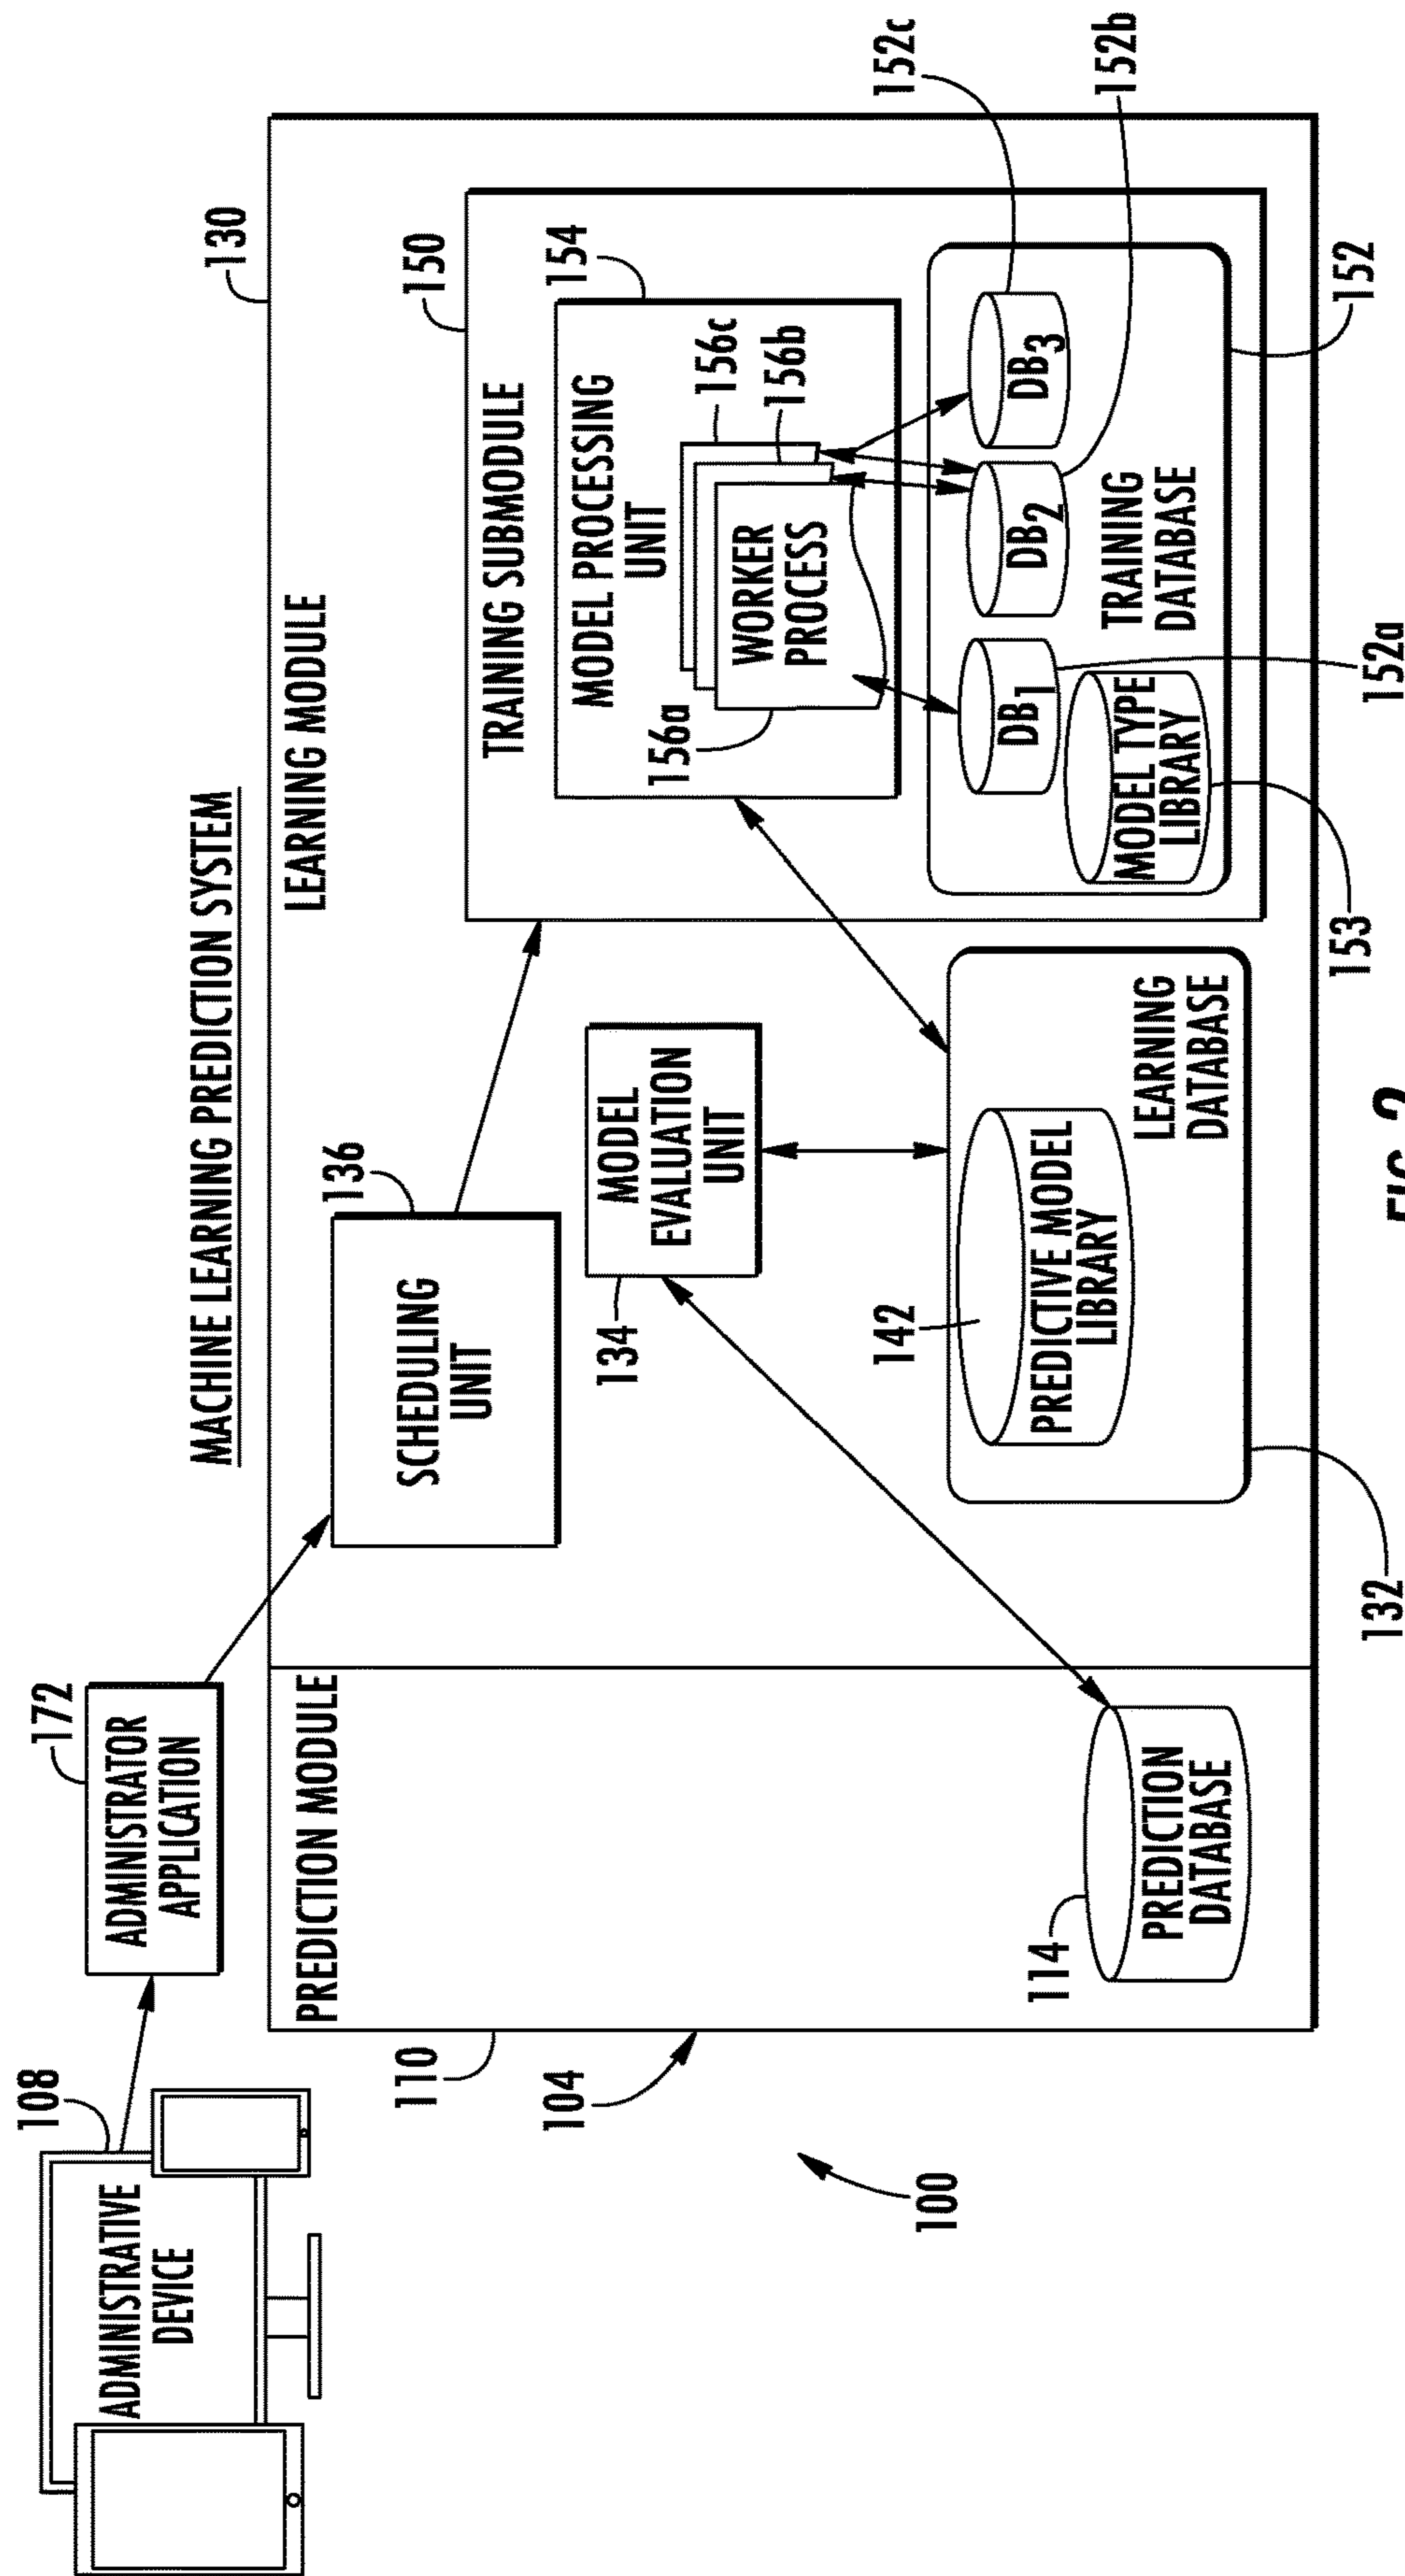 MACHINE LEARNING PREDICTION SYSTEM
108
ADMINISTRATIVE
DEVICE
172
ADMINISTRATOR
APPLICATION
130
110
104
100
PREDICTION MODULE
114
PREDICTION
DATABASE
LEARNING MODULE
136
SCHEDULING
UNIT
134
MODEL
EVALUATION
UNIT
142
PREDICTIVE MODEL
LIBRARY
LEARNING
DATABASE
132
150
TRAINING SUBMODULE
154
MODEL PROCESSING
UNIT
156c
156b
156a
WORKER
PROCESS
DB1
DB2
DB3
MODEL TYPE
LIBRARY
TRAINING
DATABASE
153
152a
152
152b
152c